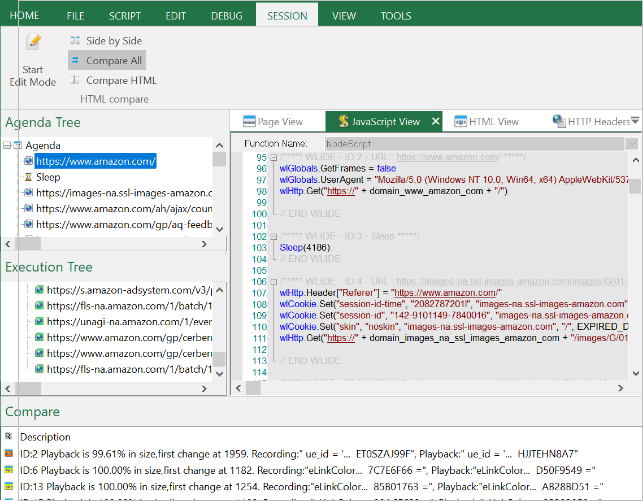 HOME FILE SCRIPT EDIT DEBUG SESSION VIEW TOOLS
Start
Edit Mode
Side by Side
Compare All
Compare HTML
HTML compare
Agenda Tree
Agenda
https://www.amazon.com/
Sleep
https://images-na.ssl-images-amazon.c
https://www.amazon.com/ah/ajax/coun
https://www.amazon.com/gp/aq-feedb
Execution Tree
https://s.amazon-adsystem.com/v3/p
https://fls-na.amazon.com/1/batch/1
https://unagi-na.amazon.com/1/even
https://www.amazon.com/gp/cerber
https://www.amazon.com/gp/cerber
https://fls-na.amazon.com/1/batch/1
Page View JavaScript View HTML View HTTP Headers
Function Name: NodeScript
95 /***** WLIDE - ID:2 - URL : https://www.amazon.com/ *****/
96 wlGlobals.GetFrames = false
97 wlGlobals.UserAgent = "Mozilla/5.0 (Windows NT 10.0; Win64; x64) AppleWebKit/537
98 wlHttp.Get("https://" + domain_www_amazon_com + "/")
99
100 // END WLIDE
101
102 /***** WLIDE - ID:3 - Sleep *****/
103 Sleep(4186)
104 // END WLIDE
105
106 /***** WLIDE - ID:4 - URL : https://images-na.ssl-images-amazon.com/images/G/01/
107 wlHttp.Header["Referer"] = "https://www.amazon.com/"
108 wlCookie.Set("session-id-time", "2082787201l", "images-na.ssl-images-amazon.com"
109 wlCookie.Set("session-id", "142-9101149-7840016", "images-na.ssl-images-amazon.
110 wlCookie.Set("skin", "noskin", "images-na.ssl-images-amazon.com", "/", EXPIRED_D
111 wlHttp.Get("https://" + domain_images_na_ssl_images_amazon_com + "/images/G/01
112
113 // END WLIDE
114
Compare
Description
ID:2 Playback is 99.61% in size,first change at 1959. Recording:" ue_id = '... ET0SZAJ99F", Playback:" ue_id = '... HJJTEHN8A7"
ID:6 Playback is 100.00% in size,first change at 1182. Recording:"eLinkColor... 7C7E6F66 =", Playback:"eLinkColor... D50F9549 ="
ID:13 Playback is 100.00% in size,first change at 1254. Recording:"eLinkColor... 85B01763 =", Playback:"eLinkColor... AB288D51 ="